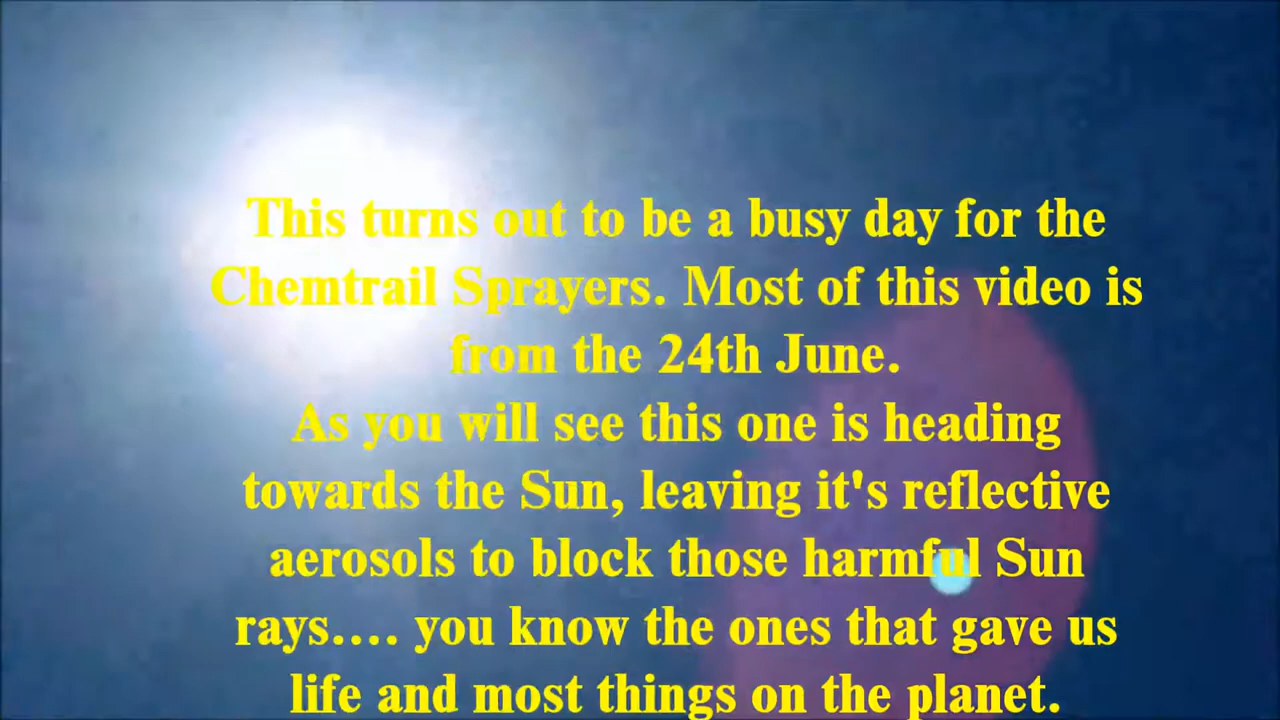 This turns out to be a busy day for the
Chemtrail Sprayers. Most of this video is
from the 24th June.
As you will see this one is heading
towards the Sun, leaving it's reflective
aerosols to block those harmful Sun
rays.... you know the ones that gave us
life and most things on the planet.